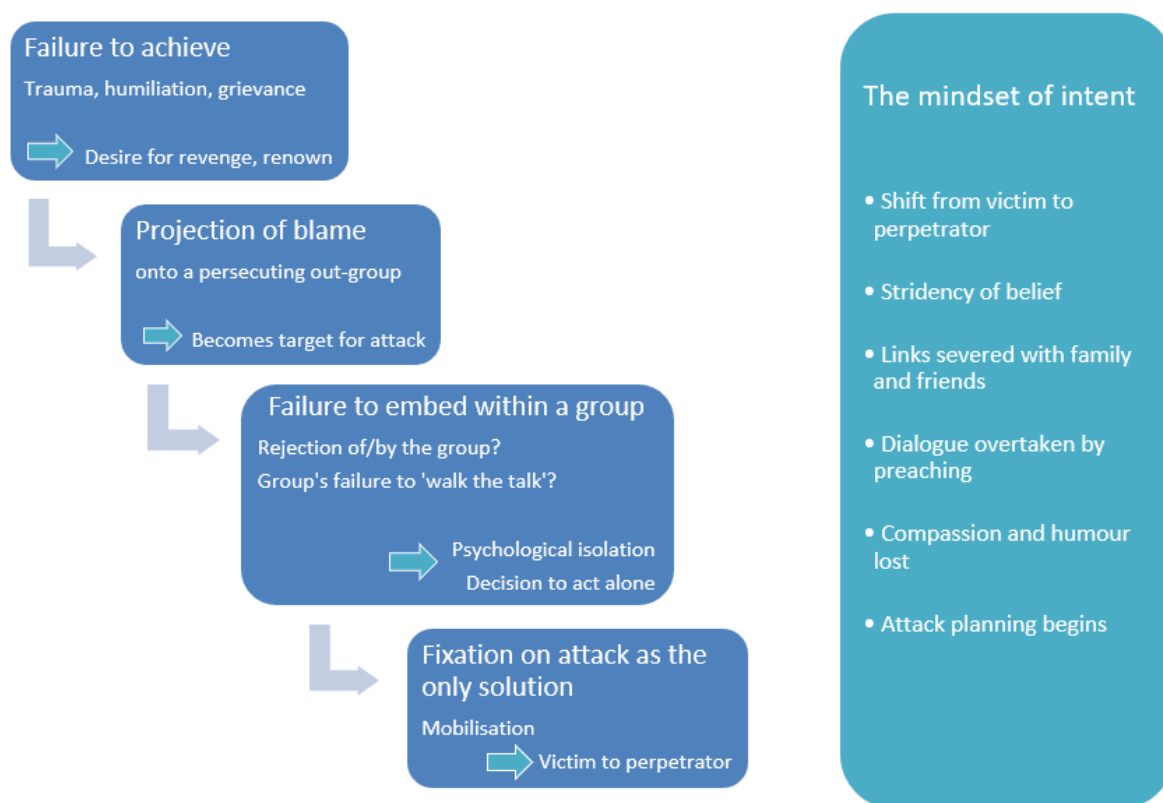 Failure to achieve
Trauma, humiliation, grievance
Desire for revenge, renown
Projection of blame
onto a persecuting out-group
Becomes target for attack
Failure to embed within a group
Rejection of/by the group?
Group's failure to 'walk the talk'?
Psychological isolation
Decision to act alone
Fixation on attack as the
only solution
Mobilisation
Victim to perpetrator
The mindset of intent
• Shift from victim to
perpetrator
• Stridency of belief
• Links severed with family
and friends
• Dialogue overtaken by
preaching
• Compassion and humour
lost
• Attack planning begins